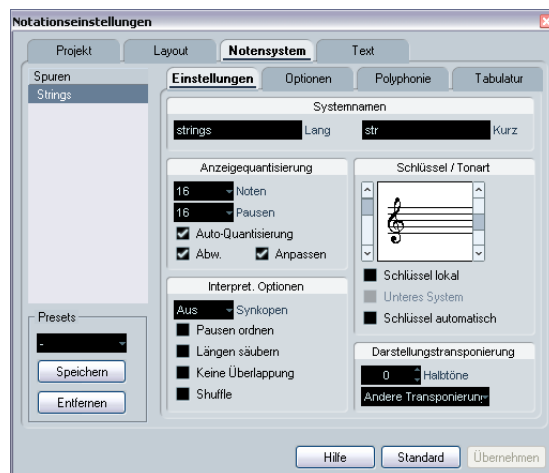 Notationseinstellungen
Projekt Layout Notensystem Text
Spuren
Strings
Einstellungen Optionen Polyphonie Tabulatur
Systemnamen
strings Lang str Kurz
Anzeigequantisierung
16 Noten
16 Pausen
Auto-Quantisierung
Abw. Anpassen
Schlüssel / Tonart
Schlüssel lokal
Unteres System
Schlüssel automatisch
Interpret. Optionen
Aus Synkopen
Pausen ordnen
Längen säubern
Keine Überlappung
Shuffle
Darstellungstransponierung
0 Halbtöne
Andere Transponierung
Presets
-
Speichern
Entfernen
Hilfe Standard Übernehmen